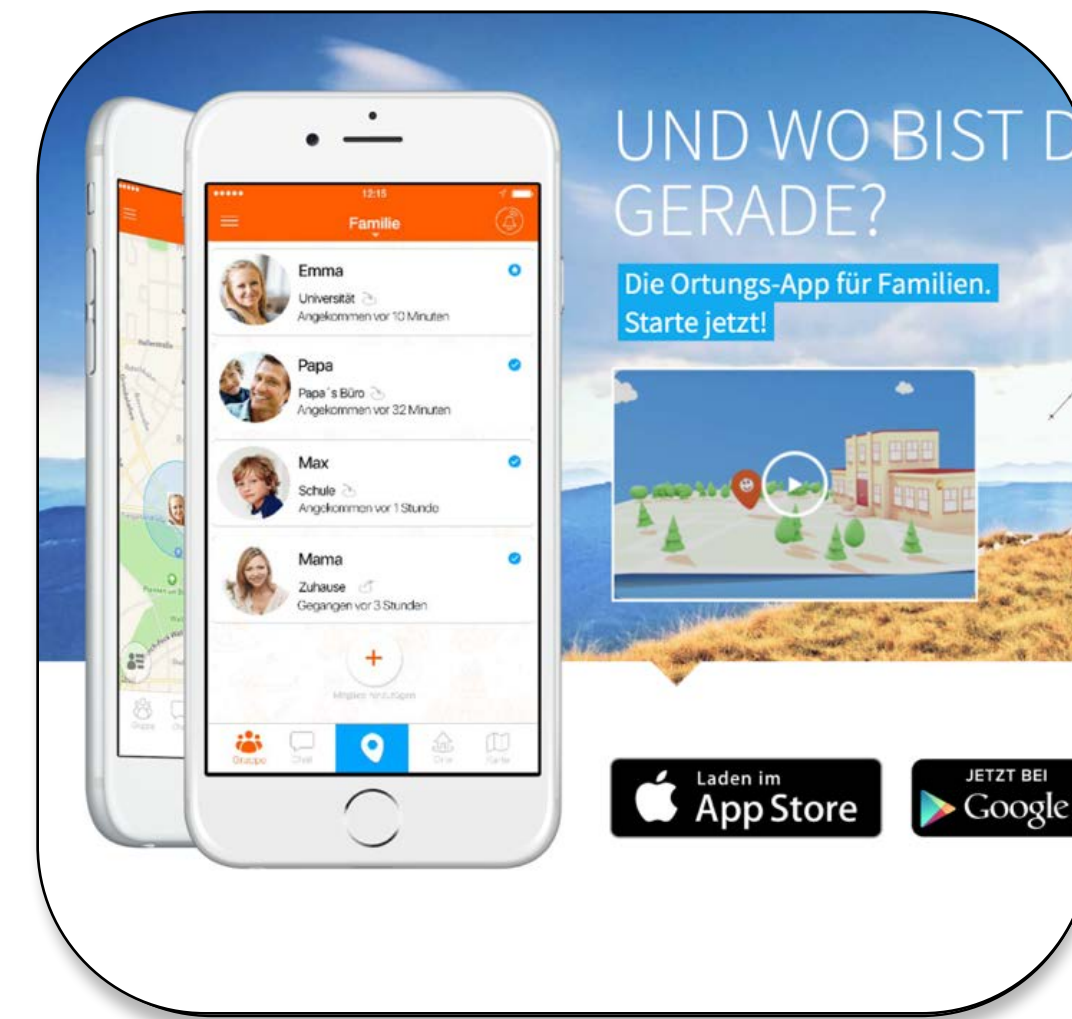 UND WO BIST D
GERADE?
Die Ortungs-App für Familien.
Starte jetzt!
12:15
Familie
Emma
Universität
Angekommen vor 10 Minuten
Papa
Papa´s Büro
Angekommen vor 32 Minuten
Max
Schule
Angekommen vor 1 Stunde
Mama
Zuhause
Gegangen vor 3 Stunden
Mitglied hinzufügen
Gruppe
Chat
Orte
Karte
Laden im
App Store
JETZT BEI
Google